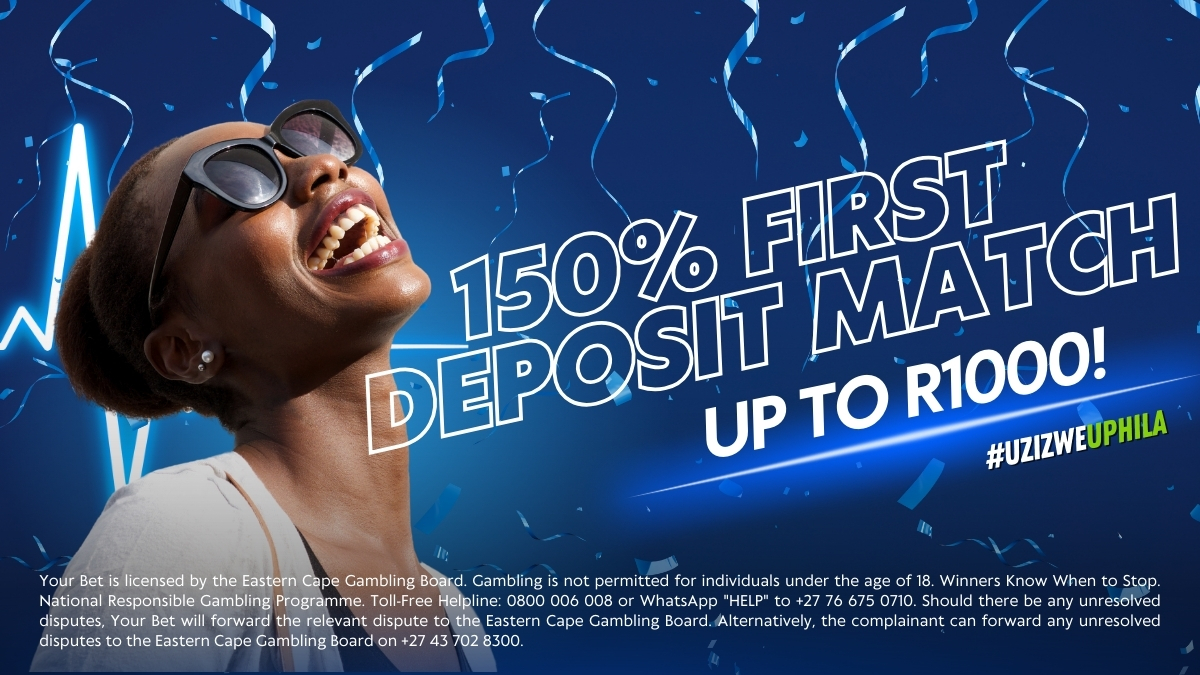 150% FIRST
DEPOSIT MATCH
UP TO R1000!
#UZIZWEUPHILA
Your Bet is licensed by the Eastern Cape Gambling Board. Gambling is not permitted for individuals under the age of 18. Winners Know When to Stop.
National Responsible Gambling Programme. Toll-Free Helpline: 0800 006 008 or WhatsApp "HELP" to +27 76 675 0710. Should there be any unresolved
disputes, Your Bet will forward the relevant dispute to the Eastern Cape Gambling Board. Alternatively, the complainant can forward any unresolved
disputes to the Eastern Cape Gambling Board on +27 43 702 8300.